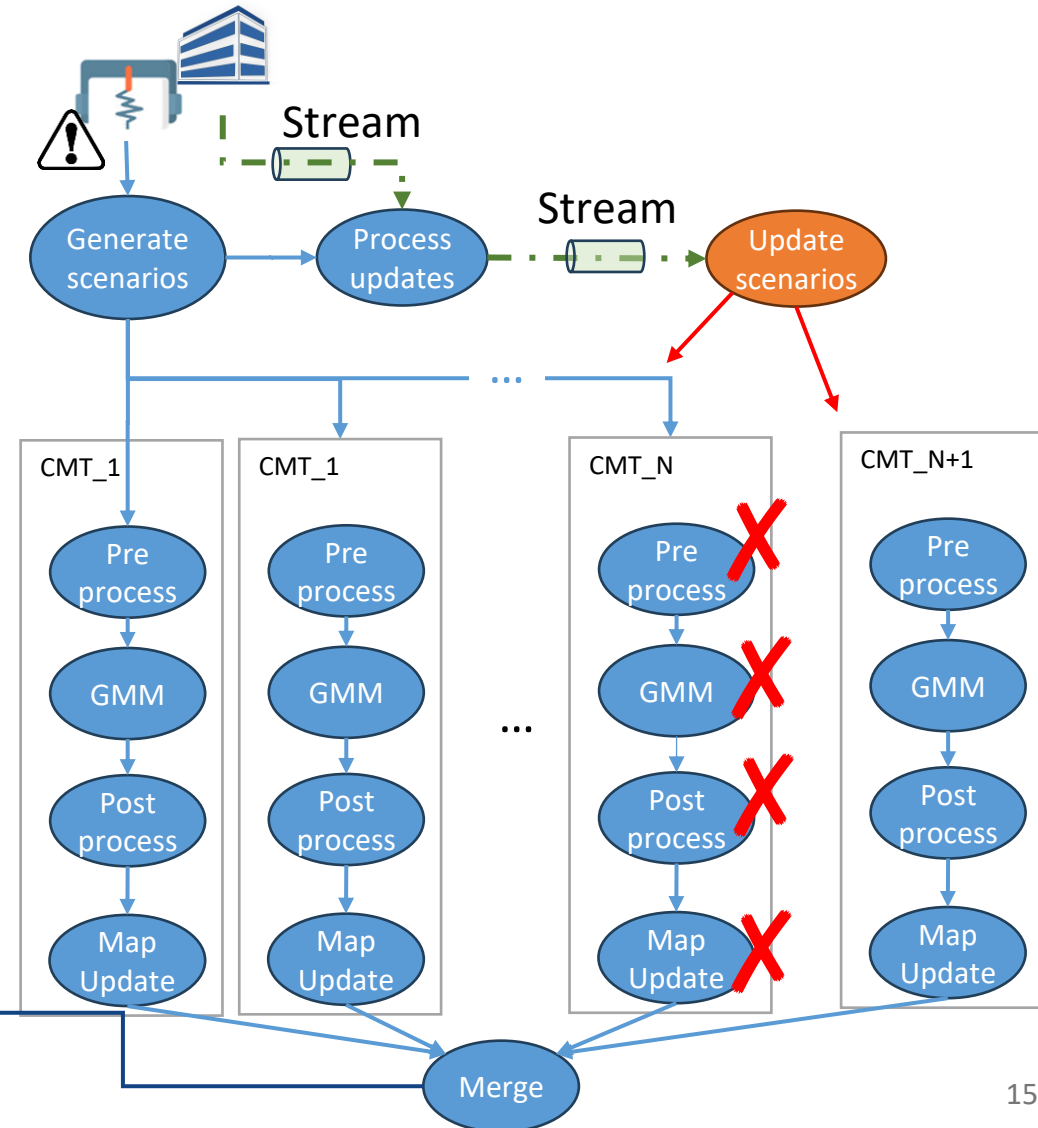 Stream
Stream
Generate
scenarios
Process
updates
Update
scenarios
...
CMT_1
CMT_1
CMT_N
CMT_N+1
Pre
process
Pre
process
Pre
process
Pre
process
GMM
GMM
GMM
GMM
...
Post
process
Post
process
Post
process
Post
process
Map
Update
Map
Update
Map
Update
Map
Update
Merge
15